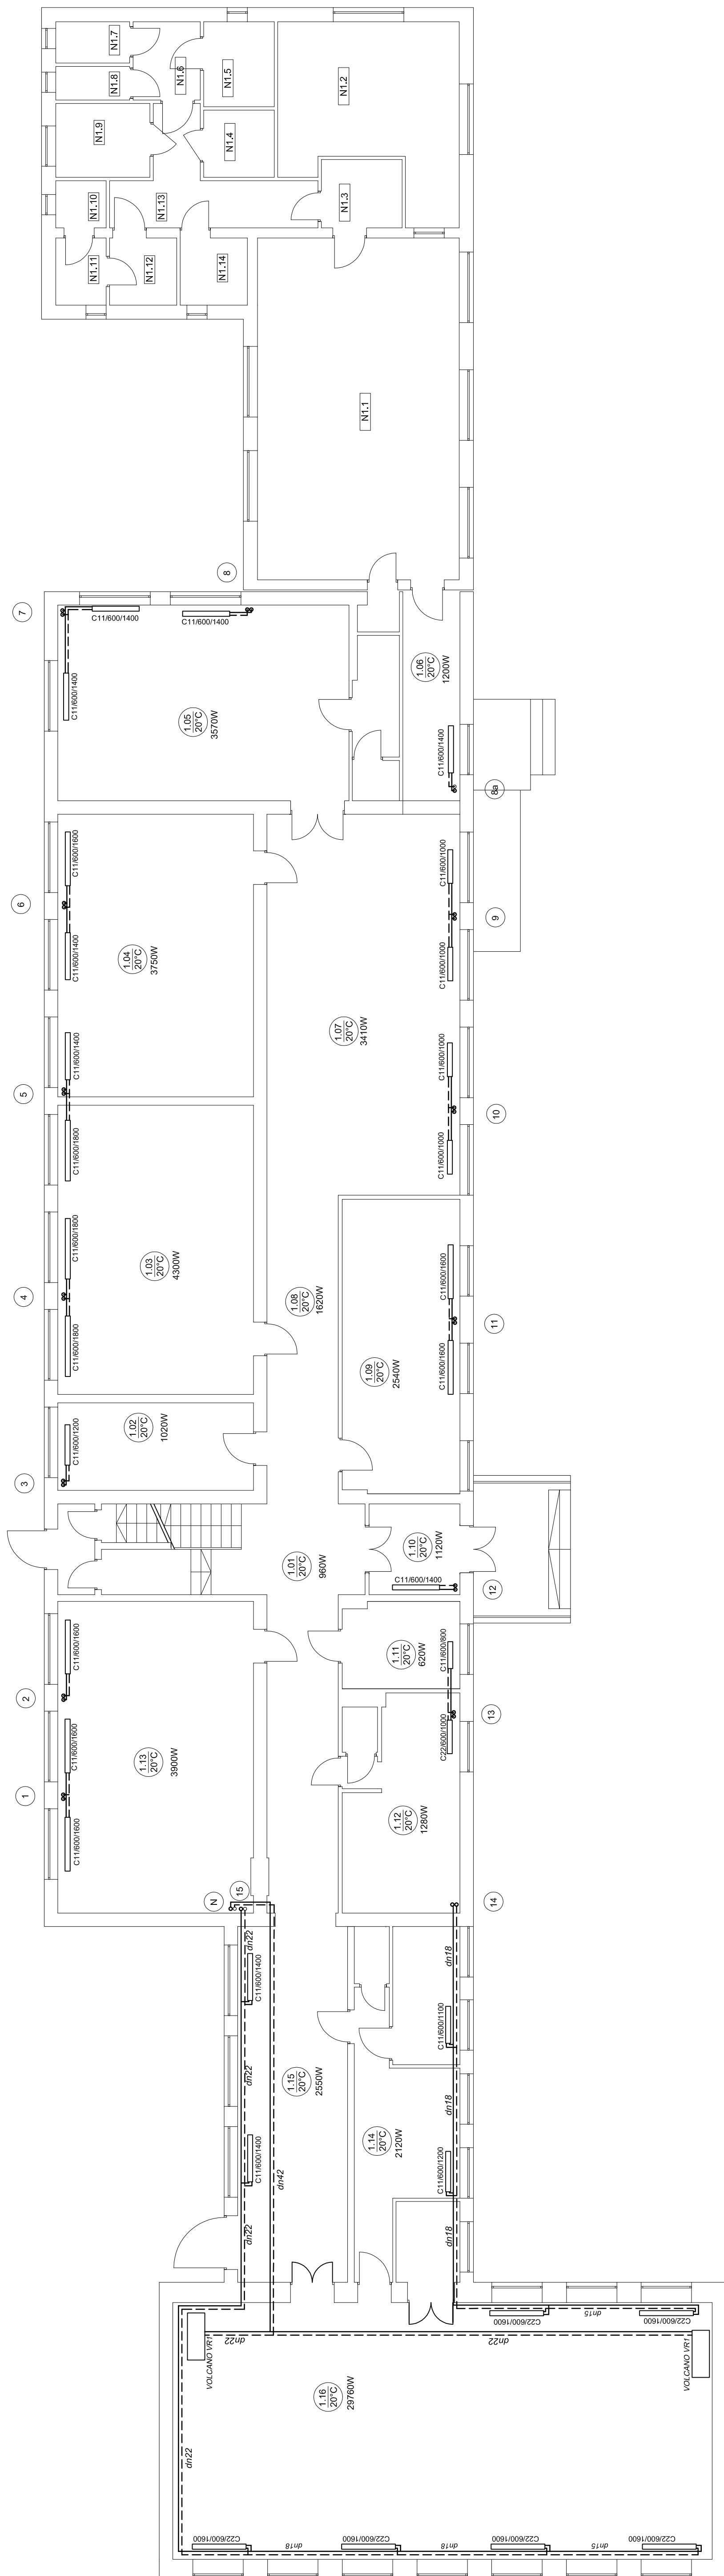 N1.7
N1.8
N1.6
N1.5
N1.2
N1.9
N1.4
N1.10
N1.13
N1.3
N1.11
N1.12
N1.14
N1.1
8
7
C11/600/1400
C11/600/1400
C11/600/1400
1.05
20°C
3570W
1.06
20°C
1200W
C11/600/1400
8a
C11/600/1600
6
C11/600/1400
1.04
20°C
3750W
C11/600/1000
9
C11/600/1000
1.07
20°C
3410W
C11/600/1400
5
C11/600/1800
C11/600/1000
10
C11/600/1000
C11/600/1800
4
C11/600/1800
1.03
20°C
4300W
1.08
20°C
1620W
C11/600/1600
11
C11/600/1600
1.09
20°C
2540W
1.02
20°C
1020W
C11/600/1200
3
1.01
20°C
960W
1.10
20°C
1120W
C11/600/1400
12
C11/600/1600
2
C11/600/1600
1
C11/600/1600
1.13
20°C
3900W
1.11
20°C
620W
C11/600/800
13
C22/600/1000
1.12
20°C
1280W
N
15
14
dn22
C11/600/1400
dn18
C11/600/1100
dn22
1.15
20°C
2550W
dn18
1.14
20°C
2120W
C11/600/1400
dn42
C11/600/1200
dn22
dn18
C22/600/1600
dn15
C22/600/1600
VOLCANO VR1
dn22
dn22
VOLCANO VR1
1.16
20°C
29760W
dn22
C22/600/1600
dn18
C22/600/1600
dn18
C22/600/1600
dn15
C22/600/1600